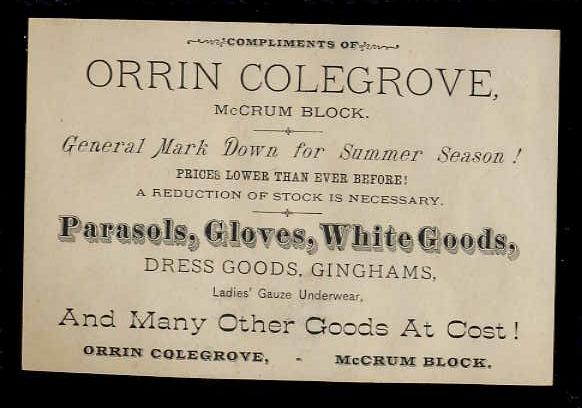 COMPLIMENTS OF
ORRIN COLEGROVE,
McCRUM BLOCK.
General Mark Down for Summer Season!
PRICES LOWER THAN EVER BEFORE!
A REDUCTION OF STOCK IS NECESSARY.
Parasols, Gloves, White Goods,
DRESS GOODS, GINGHAMS,
Ladies' Gauze Underwear,
And Many Other Goods At Cost!
ORRIN COLEGROVE, - McCRUM BLOCK.